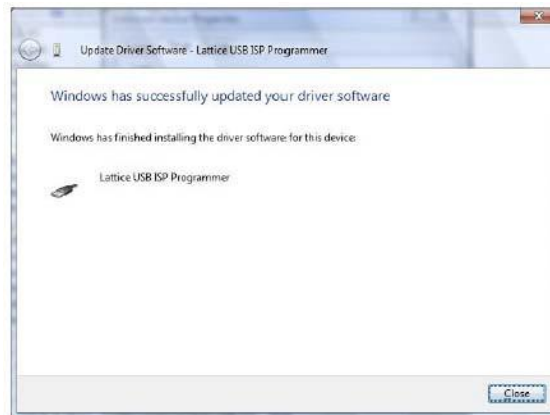 Update Driver Software - Lattice USB ISP Programmer
Windows has successfully updated your driver software
Windows has finished installing the driver software for this device:
Lattice USB ISP Programmer
Close